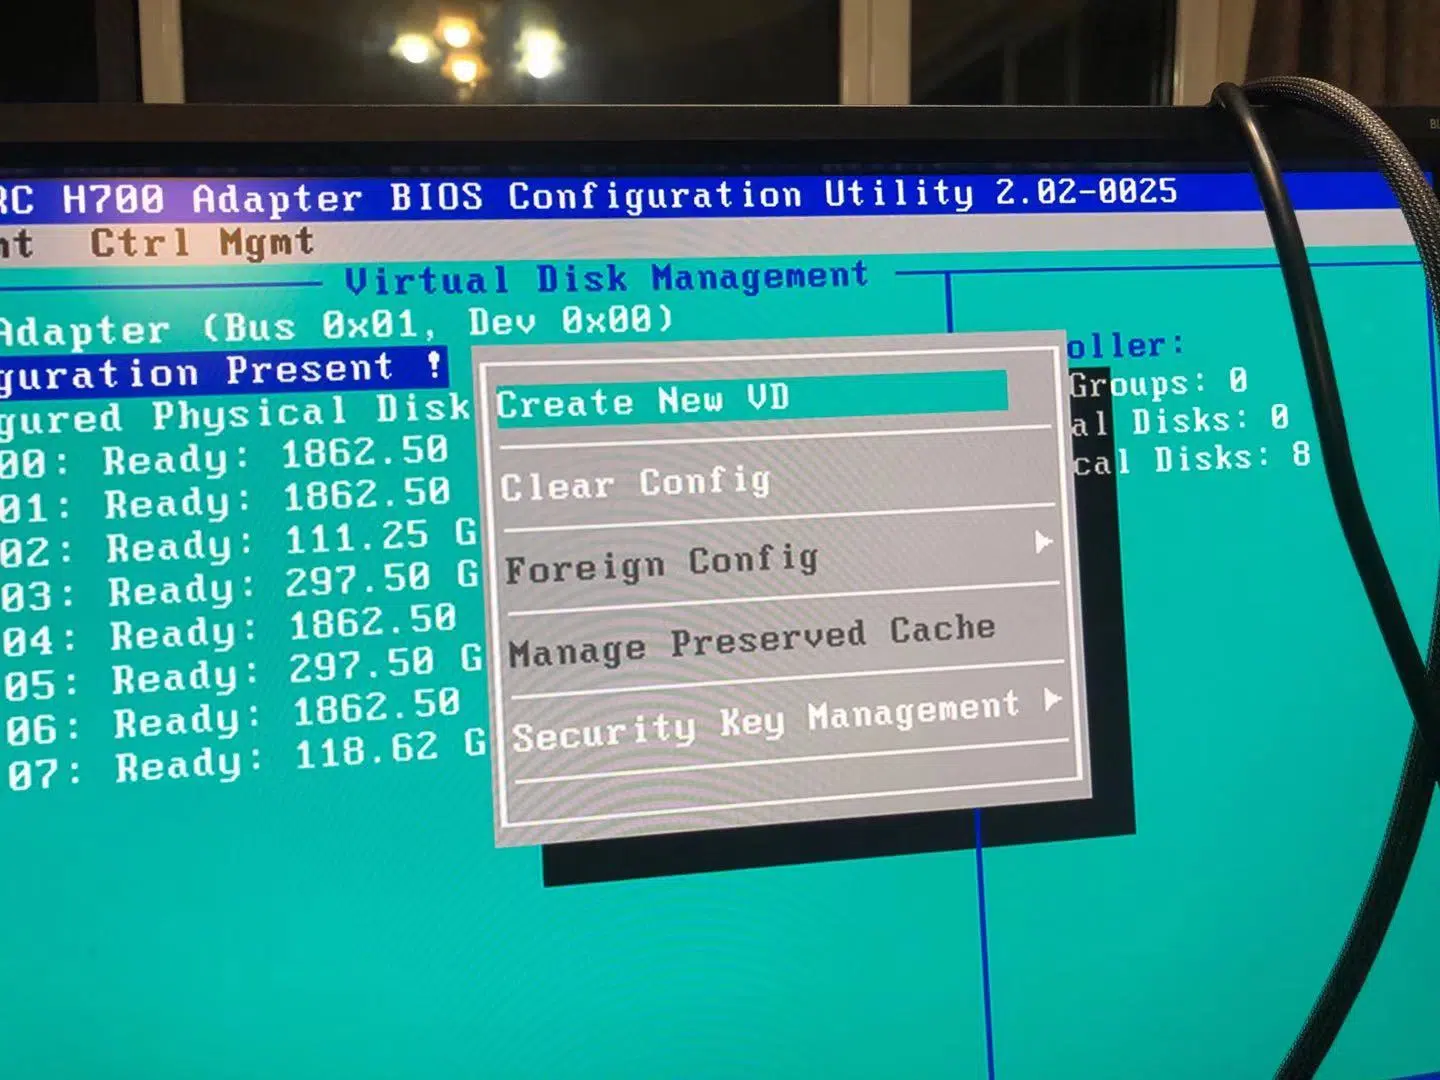 RC H700 Adapter BIOS Configuration Utility 2.02-0025
nt Ctrl Mgmt
Virtual Disk Management
Adapter (Bus 0x01, Dev 0x00)
guration Present !
gured Physical Disk
00: Ready: 1862.50
01: Ready: 1862.50
02: Ready: 111.25 G
03: Ready: 297.50 G
04: Ready: 1862.50
05: Ready: 297.50 G
06: Ready: 1862.50
07: Ready: 118.62 G
Create New VD
Clear Config
Foreign Config
Manage Preserved Cache
Security Key Management
oller:
Groups: 0
al Disks: 0
cal Disks: 8